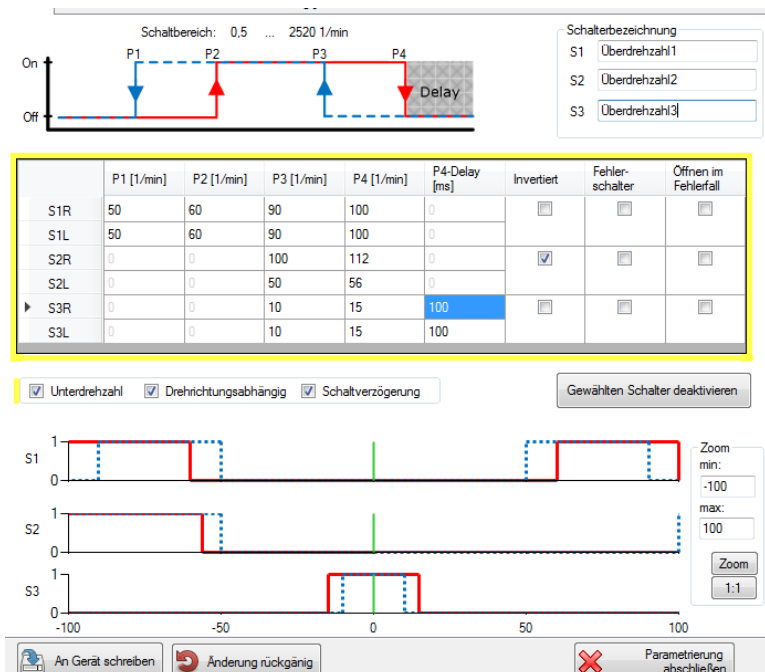 Schaltbereich: 0,5 ... 2520 1/min
P1 P2 P3 P4
On
Delay
Off
Schalterbezeichnung
S1 Überdrehzahl1
S2 Überdrehzahl2
S3 Überdrehzahl3
P1 [1/min] P2 [1/min] P3 [1/min] P4 [1/min] P4-Delay [ms] Invertiert Fehler-schalter Öffnen im Fehlerfall
S1R 50 60 90 100 0
S1L 50 60 90 100 0
S2R 0 0 100 112 0
S2L 0 0 50 56 0
S3R 0 0 10 15 100
S3L 0 0 10 15 100
Unterdrehzahl Drehrichtungsabhängig Schaltverzögerung
Gewählten Schalter deaktivieren
S1 1 0
S2 1 0
S3 1 0
-100 -50 0 50 100
Zoom
min:
-100
max:
100
Zoom
1:1
An Gerät schreiben Änderung rückgänig Parametrierung
abschließen